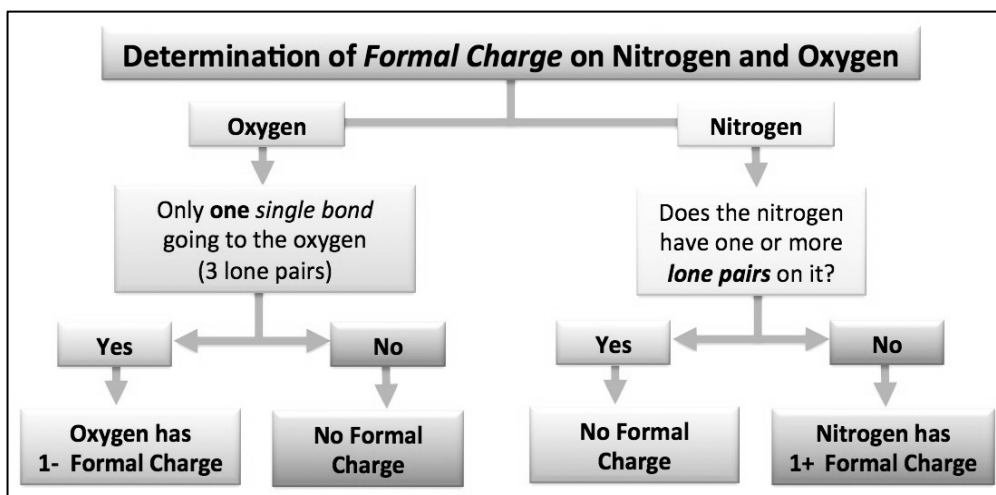 Determination of Formal Charge on Nitrogen and Oxygen
Oxygen
Nitrogen
Only one single bond
going to the oxygen
(3 lone pairs)
Does the nitrogen
have one or more
lone pairs on it?
Yes
No
Yes
No
Oxygen has
1- Formal Charge
No Formal
Charge
No Formal
Charge
Nitrogen has
1+ Formal Charge